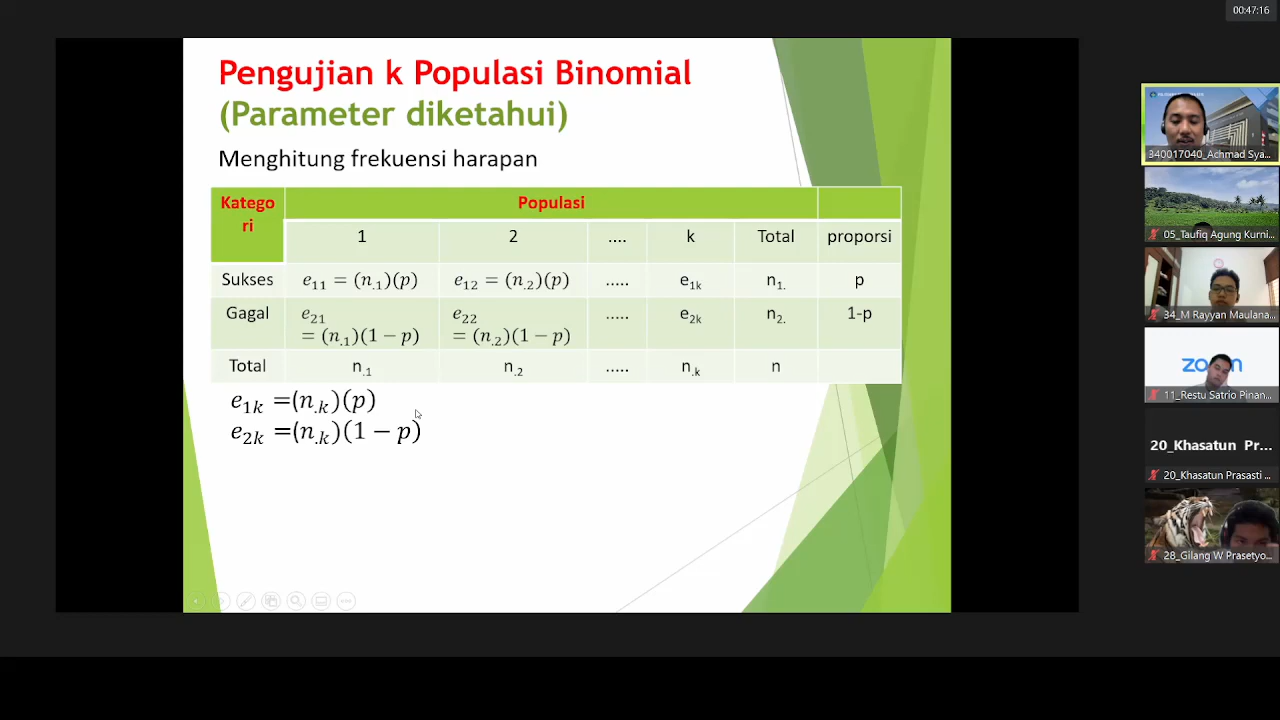 00:47:16
Pengujian k Populasi Binomial
(Parameter diketahui)
Menghitung frekuensi harapan
Katego
ri
Populasi
1 2 .... k Total proporsi
Sukses e₁₁ = (n.₁)(p) e₁₂ = (n.₂)(p) ..... e₁ₖ n₁. p
Gagal e₂₁ = (n.₁)(1 − p) e₂₂ = (n.₂)(1 − p) ..... e₂ₖ n₂. 1-p
Total n.₁ n.₂ ..... n.ₖ n
e₁ₖ =(n.ₖ)(p)
e₂ₖ =(n.ₖ)(1 − p)
340017040_Achmad Sya...
05_Taufiq Agung Kurni...
34_M Rayyan Maulana...
zoom
11_Restu Satrio Pinan...
20_Khasatun Pr...
20_Khasatun Prasasti ...
28_Gilang W Prasetyo...